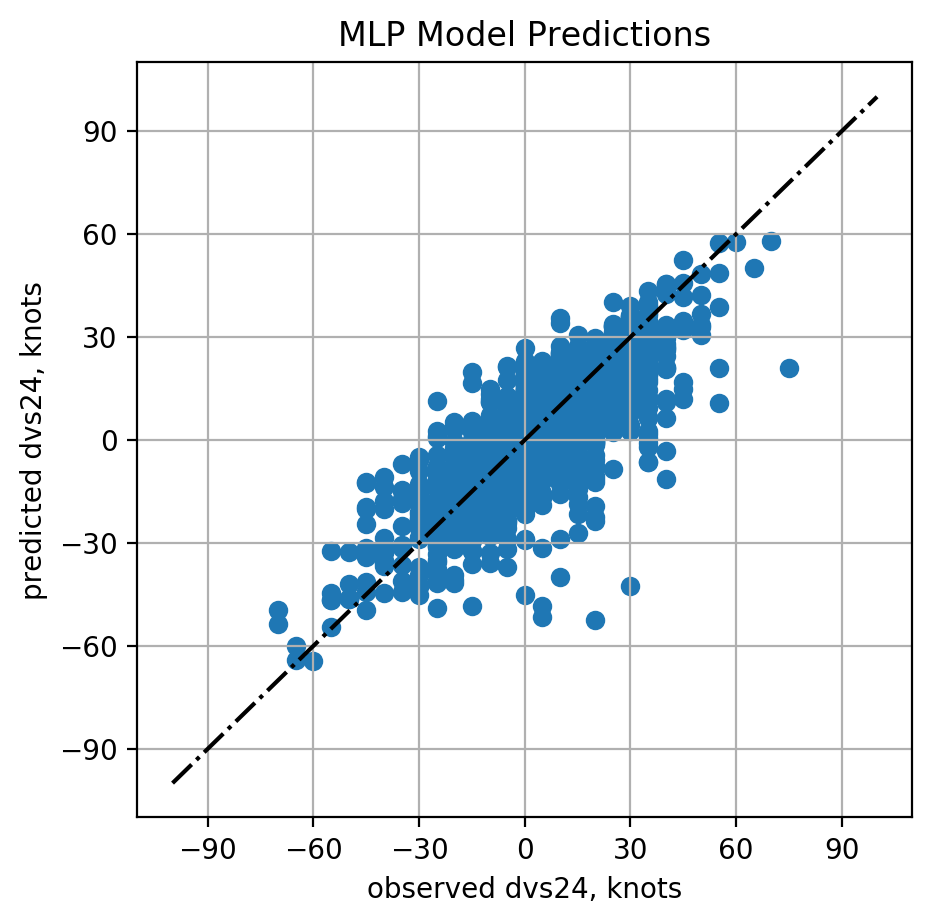 MLP Model Predictions
90
60
30
0
−30
−60
−90
predicted dvs24, knots
−90 −60 −30 0 30 60 90
observed dvs24, knots